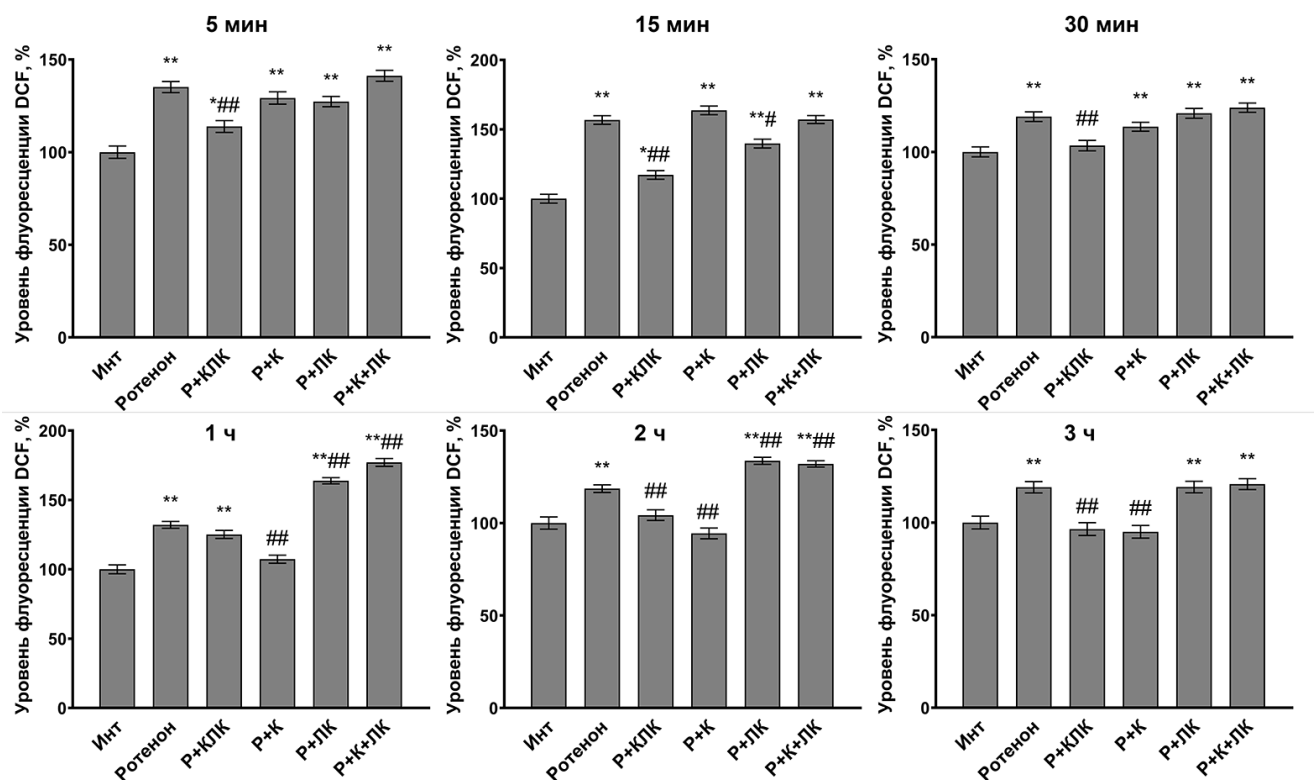 5 мин
Уровень флуоресценции DCF, %
150
100
50
0
**
*##
**
**
**
Инт
Ротенон
Р+КЛК
Р+К
Р+ЛК
Р+К+ЛК
15 мин
Уровень флуоресценции DCF, %
200
150
100
50
0
**
*##
**
**#
**
Инт
Ротенон
Р+КЛК
Р+К
Р+ЛК
Р+К+ЛК
30 мин
Уровень флуоресценции DCF, %
150
100
50
0
**
##
**
**
**
Инт
Ротенон
Р+КЛК
Р+К
Р+ЛК
Р+К+ЛК
1 ч
Уровень флуоресценции DCF, %
200
150
100
50
0
**
**
##
**##
**##
Инт
Ротенон
Р+КЛК
Р+К
Р+ЛК
Р+К+ЛК
2 ч
Уровень флуоресценции DCF, %
150
100
50
0
**
##
##
**##
**##
Инт
Ротенон
Р+КЛК
Р+К
Р+ЛК
Р+К+ЛК
3 ч
Уровень флуоресценции DCF, %
150
100
50
0
**
##
##
**
**
Инт
Ротенон
Р+КЛК
Р+К
Р+ЛК
Р+К+ЛК